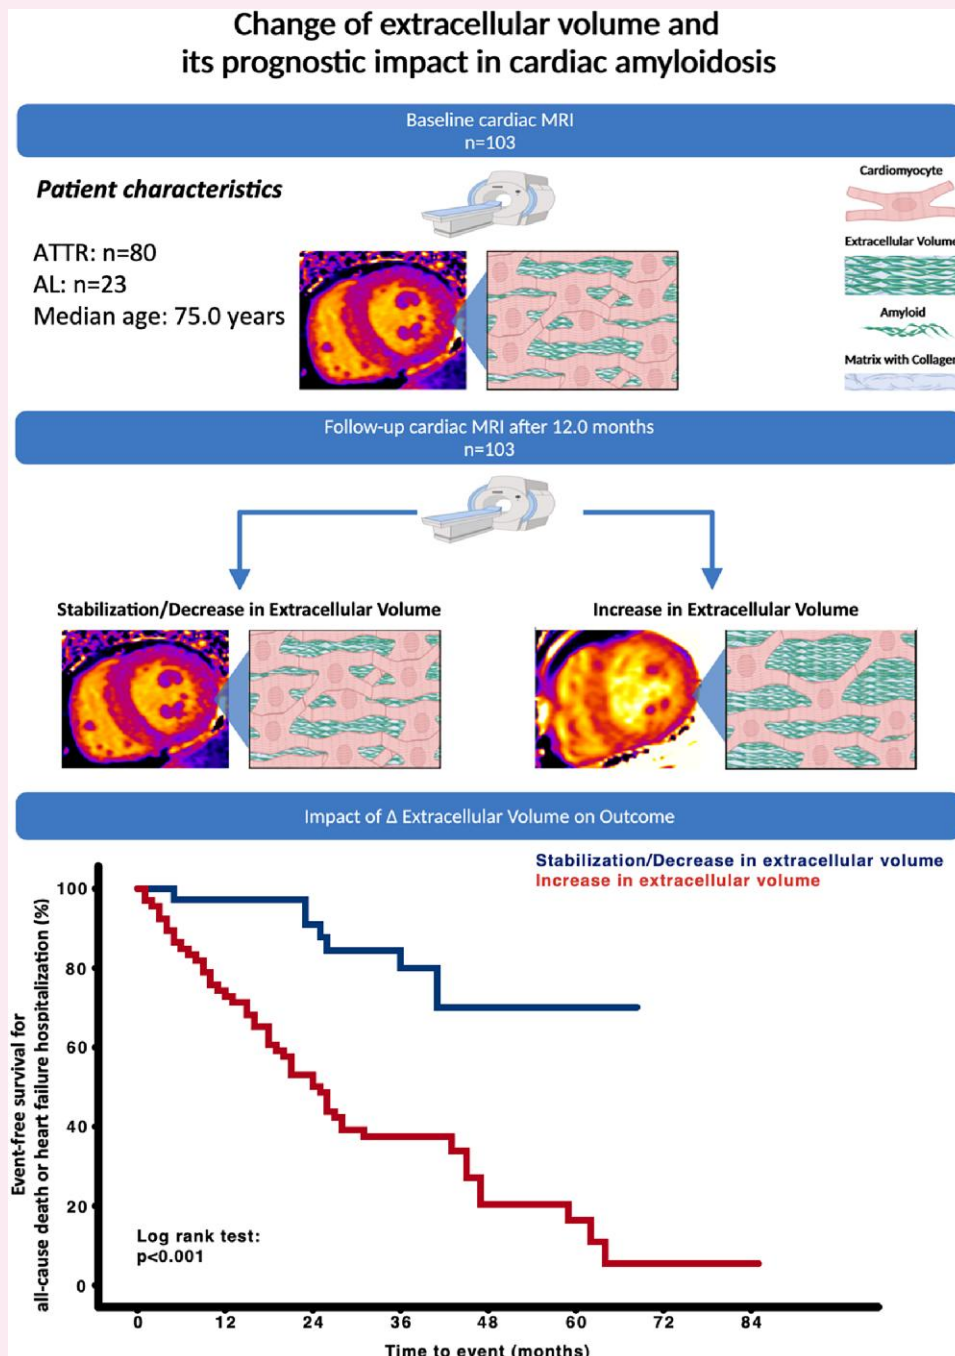 Change of extracellular volume and
its prognostic impact in cardiac amyloidosis
Baseline cardiac MRI
n=103
Patient characteristics
ATTR: n=80
AL: n=23
Median age: 75.0 years
Cardiomyocyte
Extracellular Volume
Amyloid
Matrix with Collagen
Follow-up cardiac MRI after 12.0 months
n=103
Stabilization/Decrease in Extracellular Volume
Increase in Extracellular Volume
Impact of Δ Extracellular Volume on Outcome
Stabilization/Decrease in extracellular volume
Increase in extracellular volume
Event-free survival for
all-cause death or heart failure hospitalization (%)
100
80
60
40
20
0
Log rank test:
p<0.001
0 12 24 36 48 60 72 84
Time to event (months)